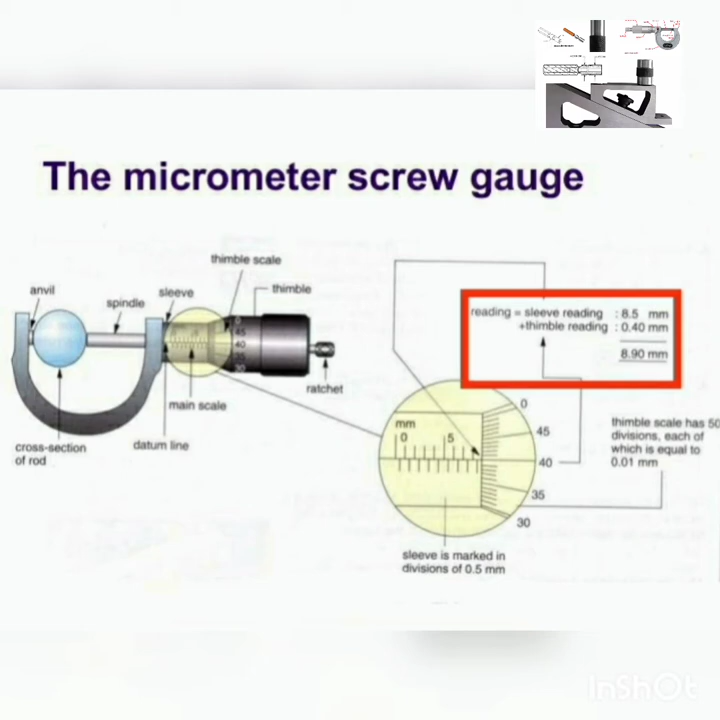 The micrometer screw gauge
thimble scale
anvil
spindle
sleeve
thimble
45
40
35
ratchet
main scale
datum line
cross-section
of rod
reading = sleeve reading : 8.5 mm
+thimble reading : 0.40 mm
8.90 mm
mm
0 5
0
45
40
35
30
thimble scale has 50
divisions, each of
which is equal to
0.01 mm
sleeve is marked in
divisions of 0.5 mm
InShOt